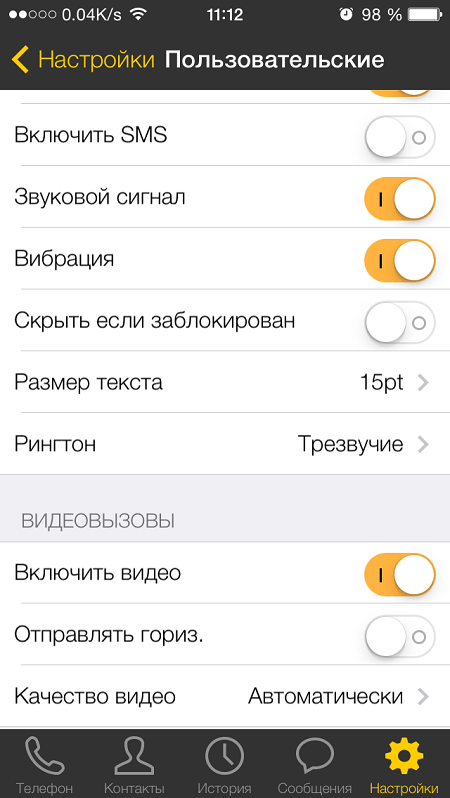 0.04K/s 11:12 98 %
Настройки Пользовательские
Включить SMS
Звуковой сигнал
Вибрация
Скрыть если заблокирован
Размер текста 15pt
Рингтон Трезвучие
ВИДЕОВЫЗОВЫ
Включить видео
Отправлять гориз.
Качество видео Автоматически
Телефон Контакты История Сообщения Настройки